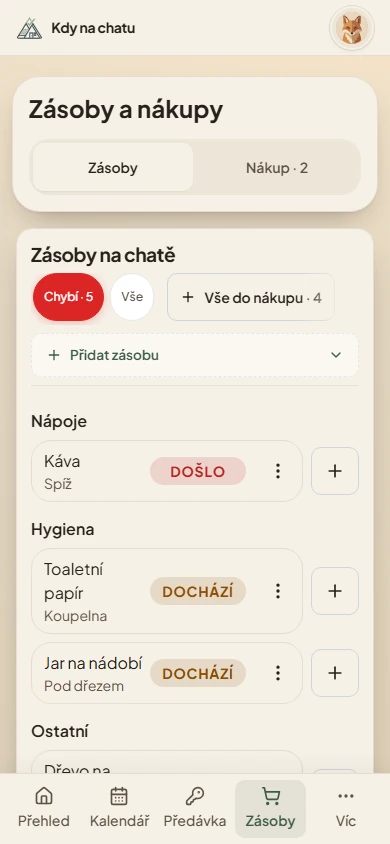 Kdy na chatu
Zásoby a nákupy
Zásoby
Nákup · 2
Zásoby na chatě
Chybí · 5
Vše
+ Vše do nákupu · 4
+ Přidat zásobu
Nápoje
Káva
Spíž
DOŠLO
Hygiena
Toaletní
papír
Koupelna
DOCHÁZÍ
Jar na nádobí
Pod dřezem
DOCHÁZÍ
Ostatní
Dřevo na
Přehled
Kalendář
Předávka
Zásoby
Víc